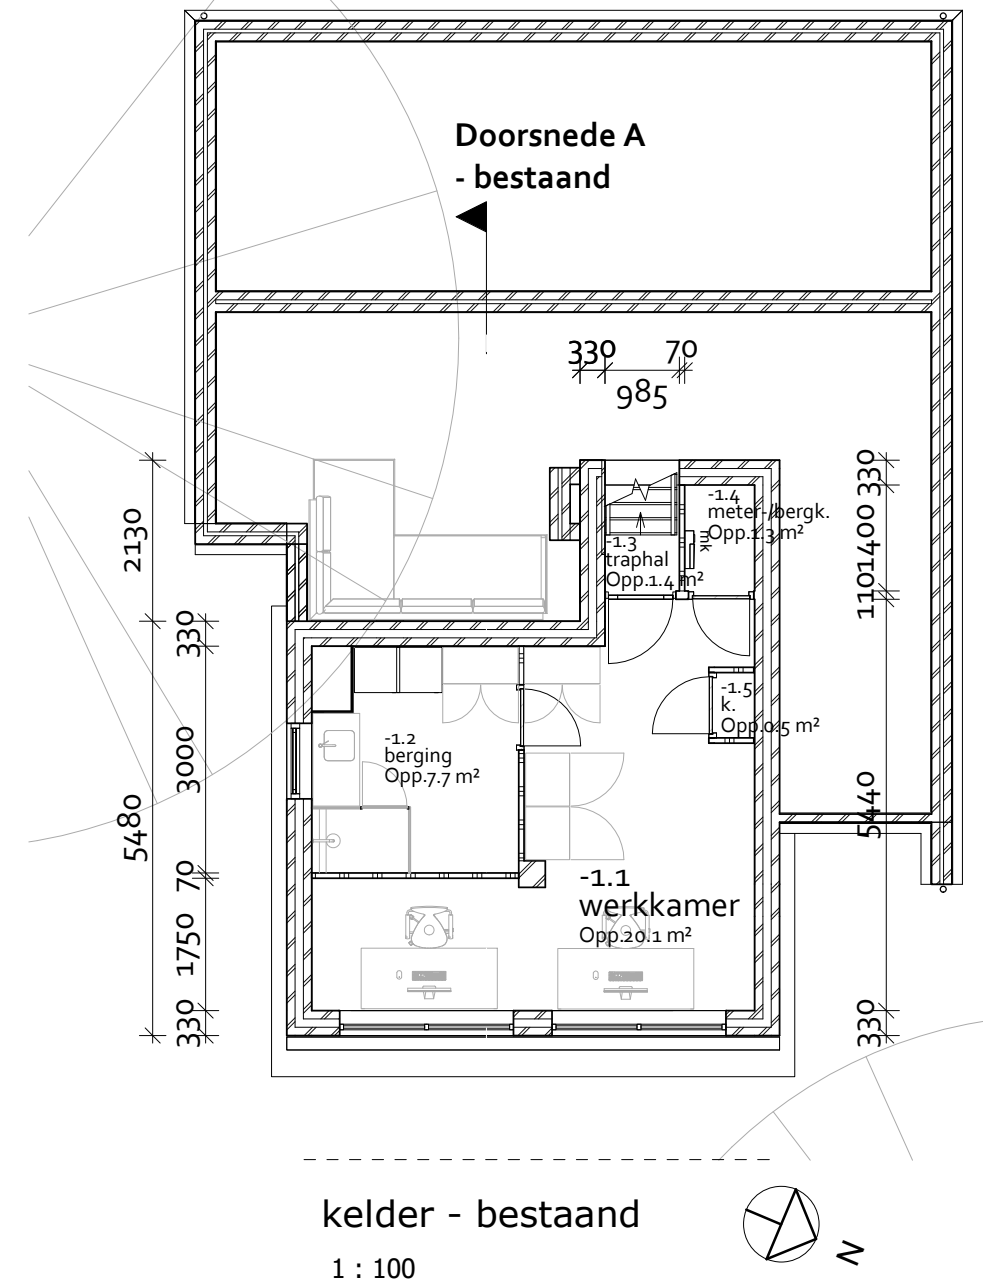 Doorsnede A
- bestaand
330
70
985
330
-1.4
meter-/bergk.
Opp.1.3 m²
1400
mk
-1.3
traphal
Opp.1.4 m²
110
2130
330
-1.5
k.
Opp.0.5 m²
-1.2
berging
Opp.7.7 m²
3000
5480
5440
70
-1.1
werkkamer
Opp.20.1 m²
1750
330
330
kelder - bestaand
N
1 : 100